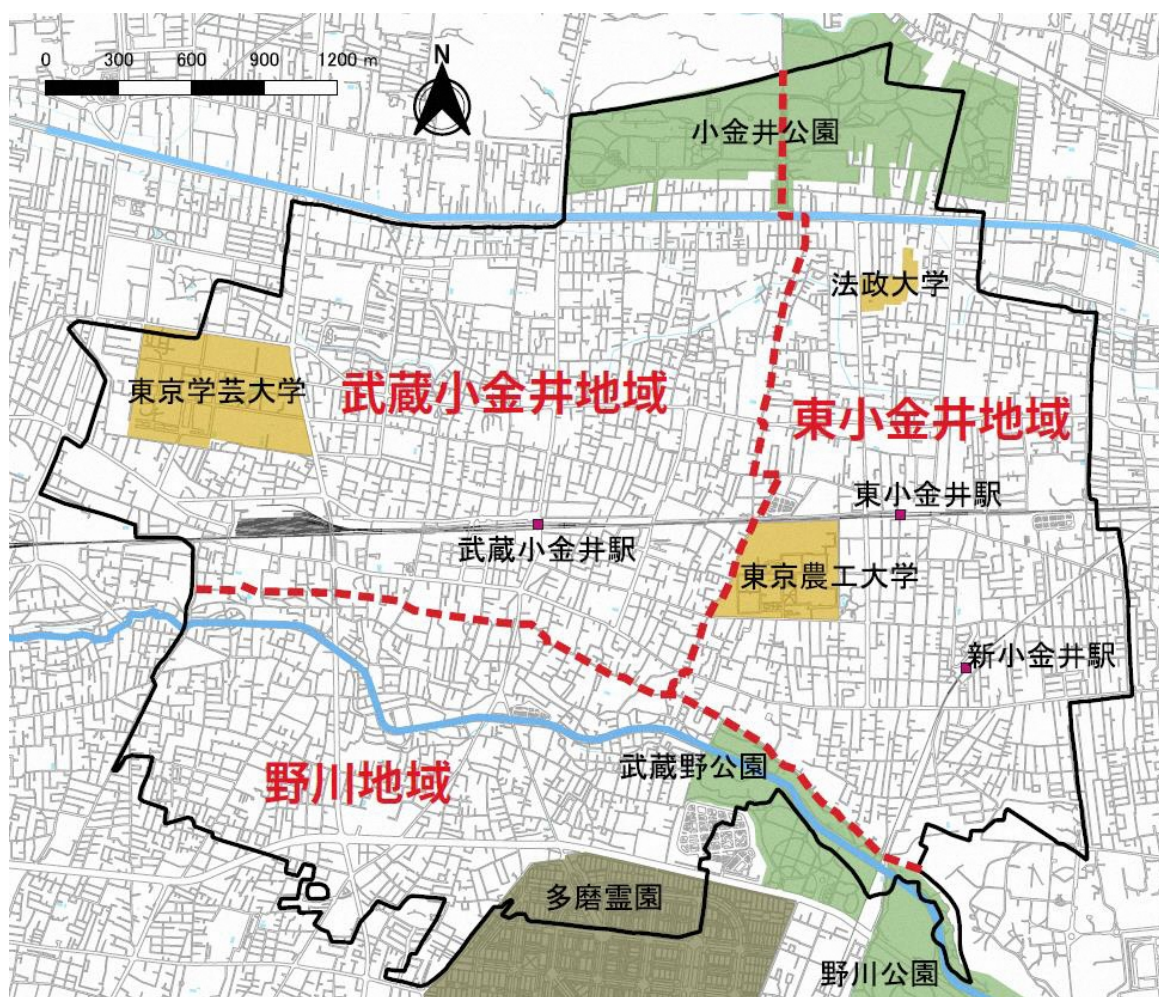 0 300 600 900 1200 m
N
小金井公園
法政大学
東京学芸大学
武蔵小金井地域
東小金井地域
東小金井駅
武蔵小金井駅
東京農工大学
新小金井駅
武蔵野公園
野川地域
多磨霊園
野川公園